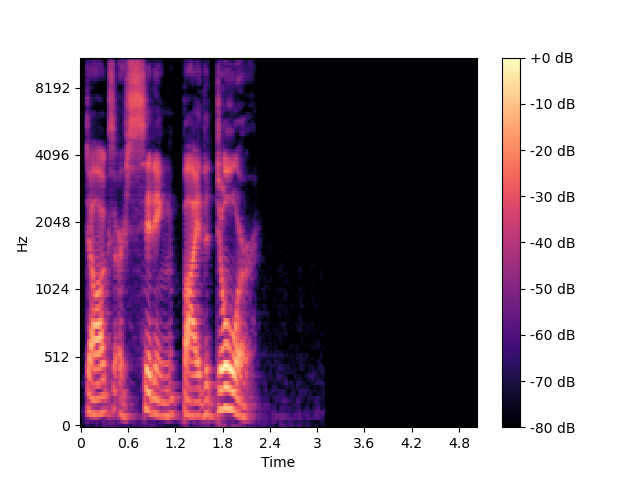 8192
4096
2048
1024
512
0
Hz
0 0.6 1.2 1.8 2.4 3 3.6 4.2 4.8
Time
+0 dB
-10 dB
-20 dB
-30 dB
-40 dB
-50 dB
-60 dB
-70 dB
-80 dB